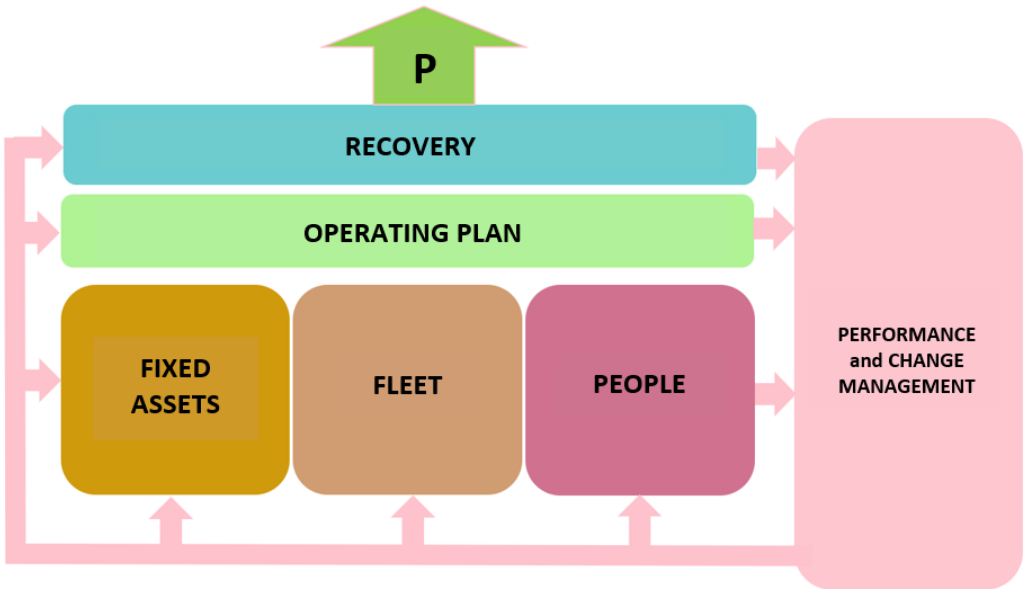 P
RECOVERY
OPERATING PLAN
FIXED
ASSETS
FLEET
PEOPLE
PERFORMANCE
and CHANGE
MANAGEMENT